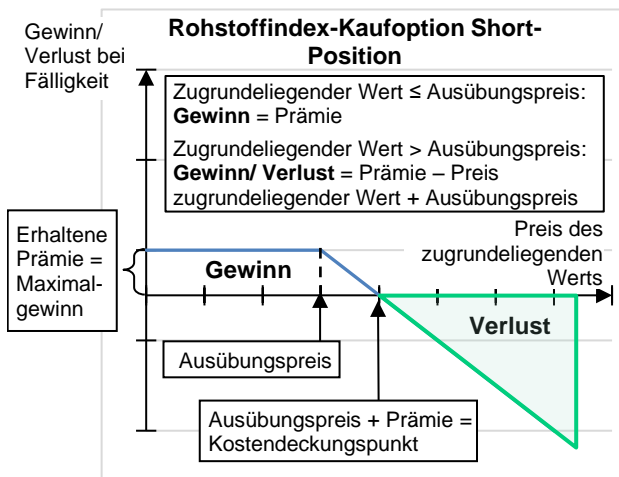 Rohstoffindex-Kaufoption Short-
Position
Gewinn/
Verlust bei
Fälligkeit
Zugrundeliegender Wert ≤ Ausübungspreis:
Gewinn = Prämie
Zugrundeliegender Wert > Ausübungspreis:
Gewinn/ Verlust = Prämie – Preis
zugrundeliegender Wert + Ausübungspreis
Preis des
zugrundeliegenden
Werts
Erhaltene
Prämie =
Maximal-
gewinn
Gewinn
Verlust
Ausübungspreis
Ausübungspreis + Prämie =
Kostendeckungspunkt